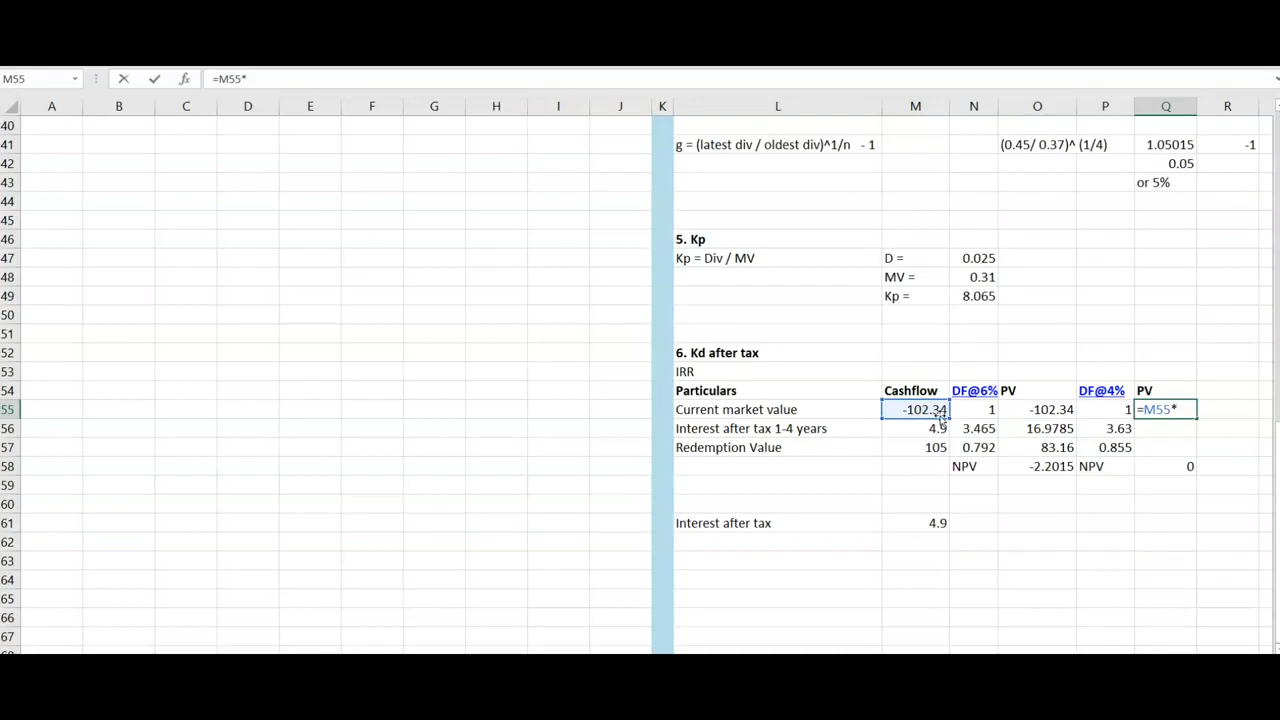 M55 =M55*
A B C D E F G H I J K L M N O P Q R
40
41 g = (latest div / oldest div)^1/n - 1 (0.45/ 0.37)^ (1/4) 1.05015 -1
42 0.05
43 or 5%
44
45
46 5. Kp
47 Kp = Div / MV D = 0.025
48 MV = 0.31
49 Kp = 8.065
50
51
52 6. Kd after tax
53 IRR
54 Particulars Cashflow DF@6% PV DF@4% PV
55 Current market value -102.34 1 -102.34 1 =M55*
56 Interest after tax 1-4 years 4.9 3.465 16.9785 3.63
57 Redemption Value 105 0.792 83.16 0.855
58 NPV -2.2015 NPV 0
59
60
61 Interest after tax 4.9
62
63
64
65
66
67